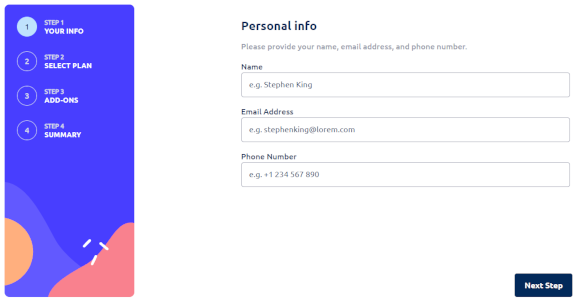 1
STEP 1
YOUR INFO
2
STEP 2
SELECT PLAN
3
STEP 3
ADD-ONS
4
STEP 4
SUMMARY
Personal info
Please provide your name, email address, and phone number.
Name
e.g. Stephen King
Email Address
e.g. stephenking@lorem.com
Phone Number
e.g. +1 234 567 890
Next Step